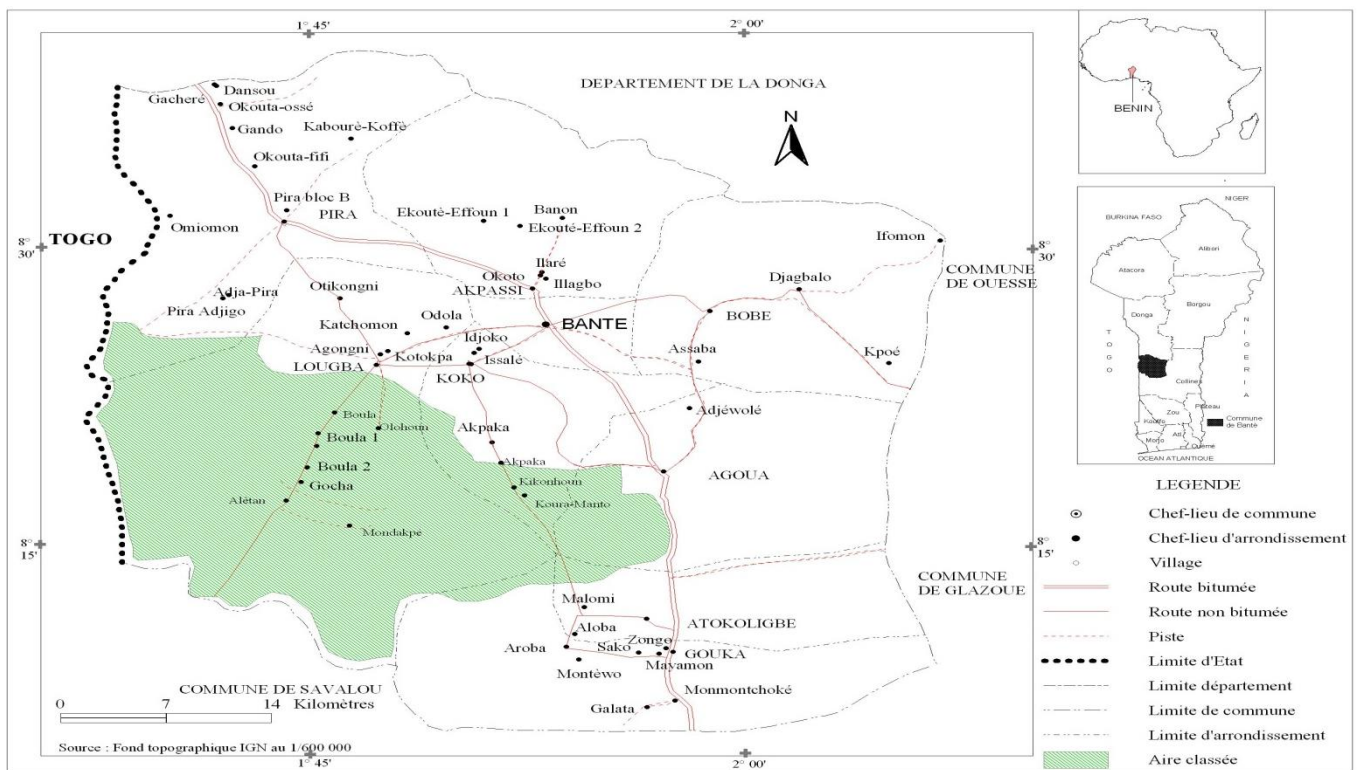 1° 45'
2° 00'
DEPARTEMENT DE LA DONGA
N
Gacheré
Dansou
Okouta-ossé
Gando
Kabourè-Koffè
Okouta-fifi
Pira bloc B
PIRA
Ekouté-Effoun 1
Banon
Ekouté-Effoun 2
Omiomon
TOGO
8° 30'
Ifomon
8° 30'
Ilaré
Okoto
Illagbo
AKPASSI
Djagbalo
COMMUNE DE OUESSE
Adja-Pira
Pira Adjigo
Otikongni
Katchomon
Odola
BANTE
BOBE
Idjoko
Agongni
Kotokpa
Issalé
LOUGBA
KOKO
Assaba
Kpoé
Adjèwolé
Boula
Olohoun
Boula 1
Akpaka
Akpaka
Boula 2
Gocha
Kikonhoun
Koura-Manto
AGOUA
Alétan
Mondakpé
8° 15'
8° 15'
COMMUNE DE GLAZOUE
Malomi
ATOKOLIGBE
Aloba
Zongo
Aroba
Sako
GOUKA
Mayamon
Montèwo
Monmontchoké
Galata
COMMUNE DE SAVALOU
0 7 14 Kilomètres
Source : Fond topographique IGN au 1/600 000
1° 45'
2° 00'
BENIN
NIGER
BURKINA FASO
Alibori
Atacora
Borgou
Donga
TOGO
NIGERIA
Collines
Zou
Plateau
Commune de Bantè
OCEAN ATLANTIQUE
LEGENDE
Chef-lieu de commune
Chef-lieu d'arrondissement
Village
Route bitumée
Route non bitumée
Piste
Limite d'Etat
Limite département
Limite de commune
Limite d'arrondissement
Aire classée